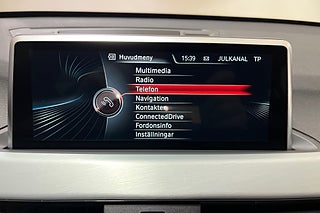 Huvudmeny 15:39 JULKANAL TP
Multimedia
Radio
Telefon
Navigation
Kontakter
ConnectedDrive
Fordonsinfo
Inställningar